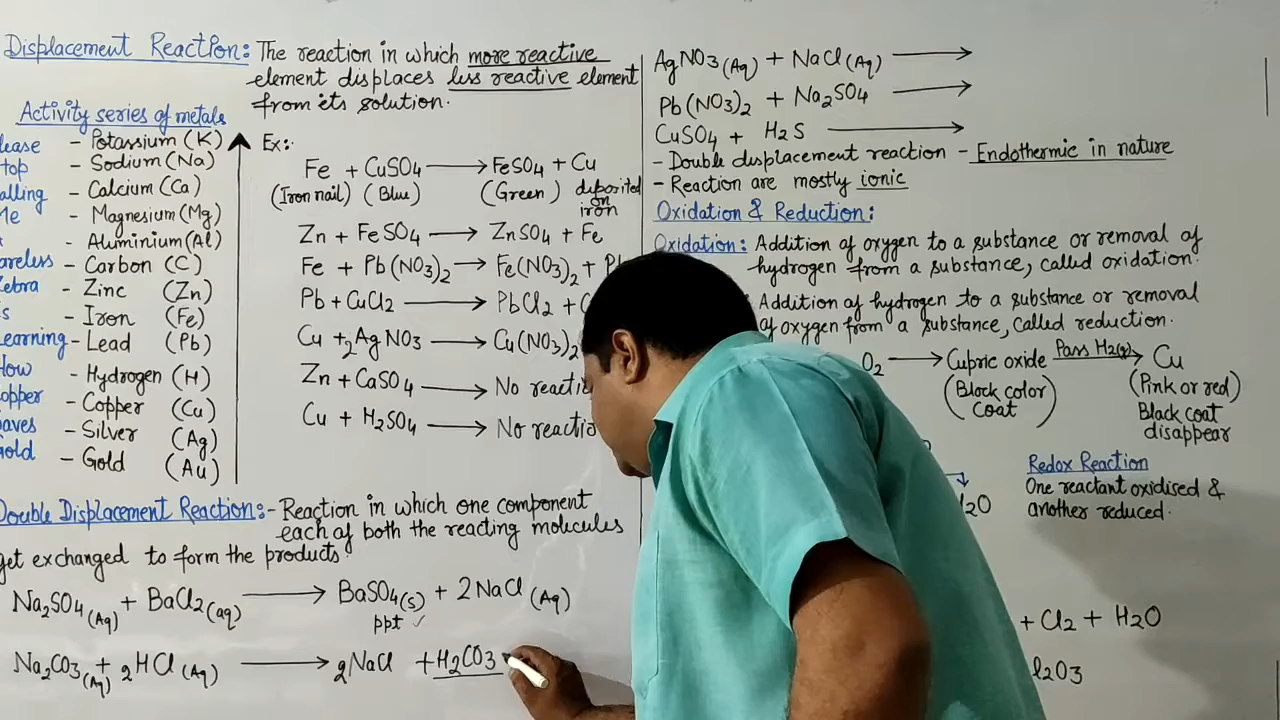 Displacement Reaction: The reaction in which more reactive
element displaces less reactive element
from its solution.
Activity series of metals
- Potassium (K)
- Sodium (Na)
- Calcium (Ca)
Me - Magnesium (Mg)
- Aluminium (Al)
- Carbon (C)
Zebra - Zinc (Zn)
- Iron (Fe)
- Lead (Pb)
How - Hydrogen (H)
- Copper (Cu)
- Silver (Ag)
Gold - Gold (Au)
Ex:-
Fe + CuSO4 → FeSO4 + Cu
(Iron nail) (Blue) (Green) deposited
on
iron
Zn + FeSO4 → ZnSO4 + Fe
Fe + Pb(NO3)2 → Fe(NO3)2 +
Pb + CuCl2 → PbCl2 +
Cu + 2AgNO3 → Cu(NO3)2
Zn + CaSO4 → No
Cu + H2SO4 → No
Double Displacement Reaction:- Reaction in which one component
each of both the reacting molecules
get exchanged to form the products.
Na2SO4(Aq) + BaCl2(aq) → BaSO4(s) + 2NaCl(Aq)
ppt ✓
Na2CO3(Aq) + 2HCl(Aq) → 2NaCl + H2CO3
AgNO3(Aq) + NaCl(Aq) →
Pb(NO3)2 + Na2SO4 →
CuSO4 + H2S →
- Double displacement reaction - Endothermic in nature
- Reaction are mostly ionic
Oxidation & Reduction:
Oxidation: Addition of oxygen to a substance or removal of
hydrogen from a substance, called oxidation.
Addition of hydrogen to a substance or removal
of oxygen from a substance, called reduction.
O2 → Cupric oxide Pass H2(g) → Cu
(Black color coat) (Pink or red)
Black coat
disappear
Redox Reaction
One reactant oxidised &
another reduced.
+ Cl2 + H2O